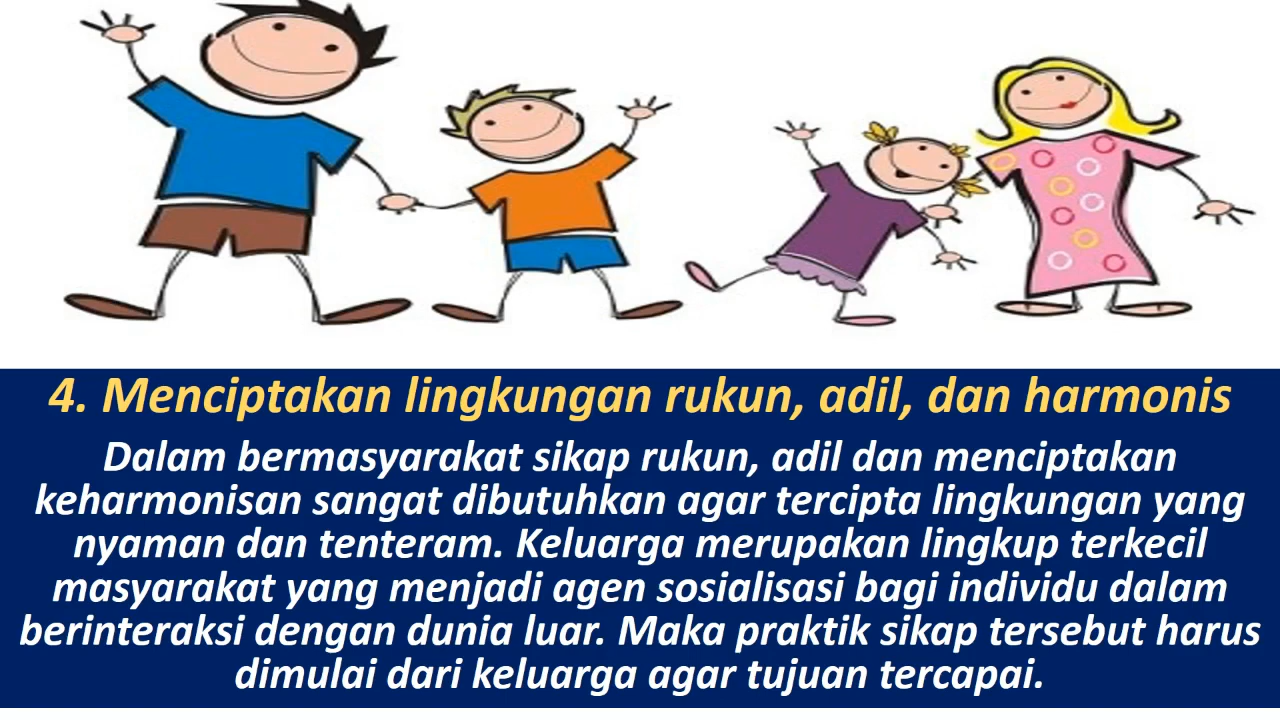 4. Menciptakan lingkungan rukun, adil, dan harmonis
Dalam bermasyarakat sikap rukun, adil dan menciptakan
keharmonisan sangat dibutuhkan agar tercipta lingkungan yang
nyaman dan tenteram. Keluarga merupakan lingkup terkecil
masyarakat yang menjadi agen sosialisasi bagi individu dalam
berinteraksi dengan dunia luar. Maka praktik sikap tersebut harus
dimulai dari keluarga agar tujuan tercapai.